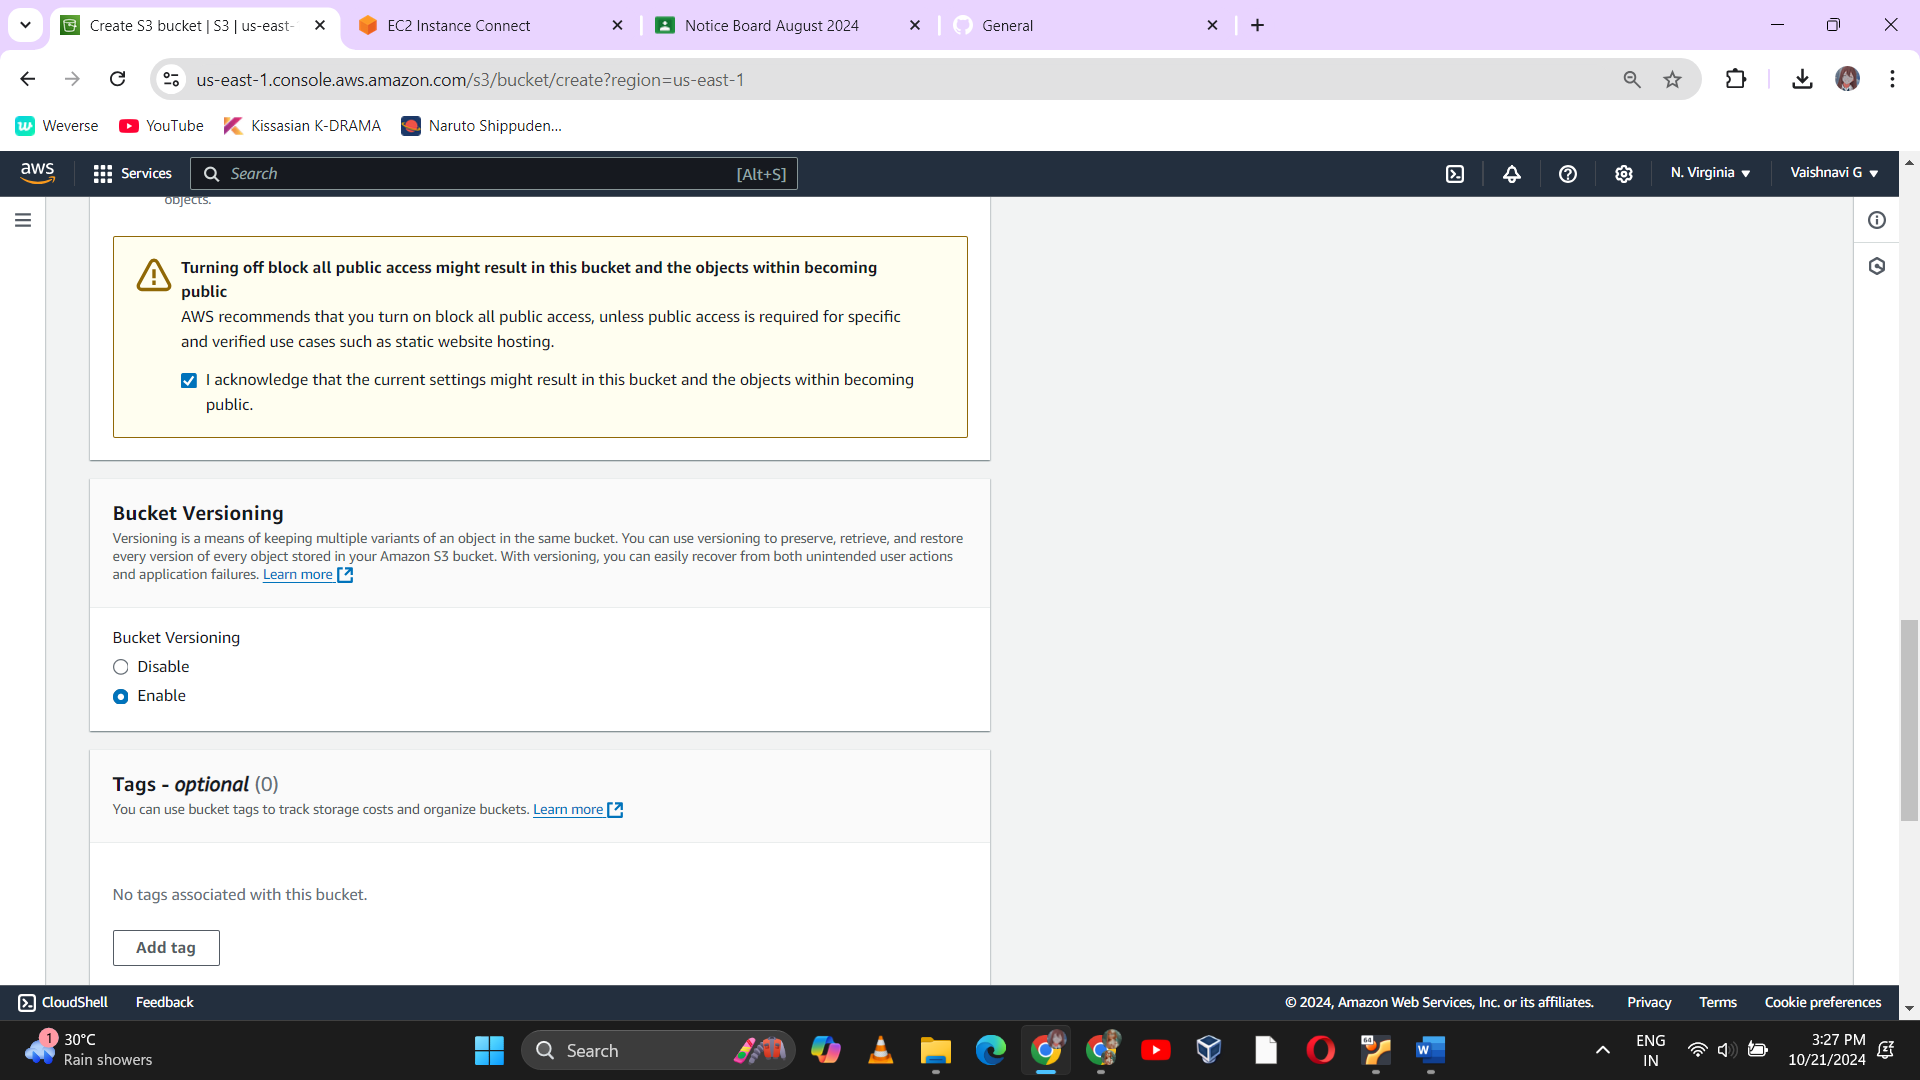 Create S3 bucket | S3 | us-east-
EC2 Instance Connect
Notice Board August 2024
General
us-east-1.console.aws.amazon.com/s3/bucket/create?region=us-east-1
Weverse
YouTube
Kissasian K-DRAMA
Naruto Shippuden...
aws
Services
Search
[Alt+S]
N. Virginia
Vaishnavi G
objects.
Turning off block all public access might result in this bucket and the objects within becoming
public
AWS recommends that you turn on block all public access, unless public access is required for specific
and verified use cases such as static website hosting.
I acknowledge that the current settings might result in this bucket and the objects within becoming
public.
Bucket Versioning
Versioning is a means of keeping multiple variants of an object in the same bucket. You can use versioning to preserve, retrieve, and restore
every version of every object stored in your Amazon S3 bucket. With versioning, you can easily recover from both unintended user actions
and application failures. Learn more
Bucket Versioning
Disable
Enable
Tags - optional (0)
You can use bucket tags to track storage costs and organize buckets. Learn more
No tags associated with this bucket.
Add tag
CloudShell
Feedback
© 2024, Amazon Web Services, Inc. or its affiliates.
Privacy
Terms
Cookie preferences
1
30°C
Rain showers
Search
64
W
ENG
IN
3:27 PM
10/21/2024